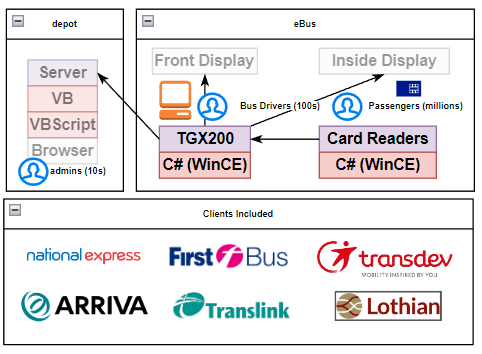 depot
eBus
Server
VB
VBScript
Browser
admins (10s)
Front Display
Inside Display
Bus Drivers (100s)
Passengers (millions)
TGX200
C# (WinCE)
Card Readers
C# (WinCE)
Clients Included
national express
First Bus
transdev
MOBILITY INSPIRED BY YOU
ARRIVA
Translink
Lothian